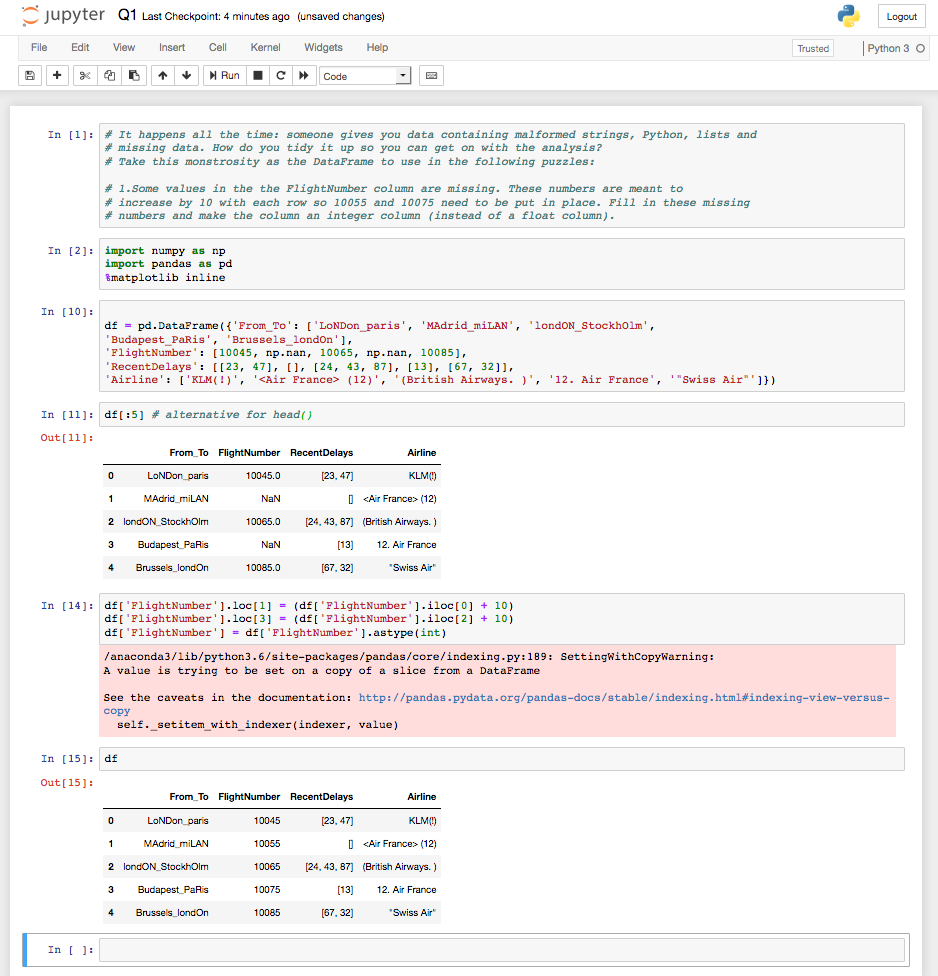 jupyter Q1 Last Checkpoint: 4 minutes ago (unsaved changes)
Logout
File Edit View Insert Cell Kernel Widgets Help
Trusted
Python 3
Run
Code
In [1]:
# It happens all the time: someone gives you data containing malformed strings, Python, lists and
# missing data. How do you tidy it up so you can get on with the analysis?
# Take this monstrosity as the DataFrame to use in the following puzzles:
# 1.Some values in the the FlightNumber column are missing. These numbers are meant to
# increase by 10 with each row so 10055 and 10075 need to be put in place. Fill in these missing
# numbers and make the column an integer column (instead of a float column).
In [2]:
import numpy as np
import pandas as pd
%matplotlib inline
In [10]:
df = pd.DataFrame({'From_To': ['LoNDon_paris', 'MAdrid_miLAN', 'londON_StockhOlm',
'Budapest_PaRis', 'Brussels_londOn'],
'FlightNumber': [10045, np.nan, 10065, np.nan, 10085],
'RecentDelays': [[23, 47], [], [24, 43, 87], [13], [67, 32]],
'Airline': ['KLM(!)', '<Air France> (12)', '(British Airways. )', '12. Air France', '"Swiss Air"']})
In [11]:
df[:5] # alternative for head()
Out[11]:
From_To FlightNumber RecentDelays Airline
0 LoNDon_paris 10045.0 [23, 47] KLM(!)
1 MAdrid_miLAN NaN [] <Air France> (12)
2 londON_StockhOlm 10065.0 [24, 43, 87] (British Airways. )
3 Budapest_PaRis NaN [13] 12. Air France
4 Brussels_londOn 10085.0 [67, 32] "Swiss Air"
In [14]:
df['FlightNumber'].loc[1] = (df['FlightNumber'].iloc[0] + 10)
df['FlightNumber'].loc[3] = (df['FlightNumber'].iloc[2] + 10)
df['FlightNumber'] = df['FlightNumber'].astype(int)
/anaconda3/lib/python3.6/site-packages/pandas/core/indexing.py:189: SettingWithCopyWarning:
A value is trying to be set on a copy of a slice from a DataFrame
See the caveats in the documentation: http://pandas.pydata.org/pandas-docs/stable/indexing.html#indexing-view-versus-
copy
self._setitem_with_indexer(indexer, value)
In [15]:
df
Out[15]:
From_To FlightNumber RecentDelays Airline
0 LoNDon_paris 10045 [23, 47] KLM(!)
1 MAdrid_miLAN 10055 [] <Air France> (12)
2 londON_StockhOlm 10065 [24, 43, 87] (British Airways. )
3 Budapest_PaRis 10075 [13] 12. Air France
4 Brussels_londOn 10085 [67, 32] "Swiss Air"
In [ ]: